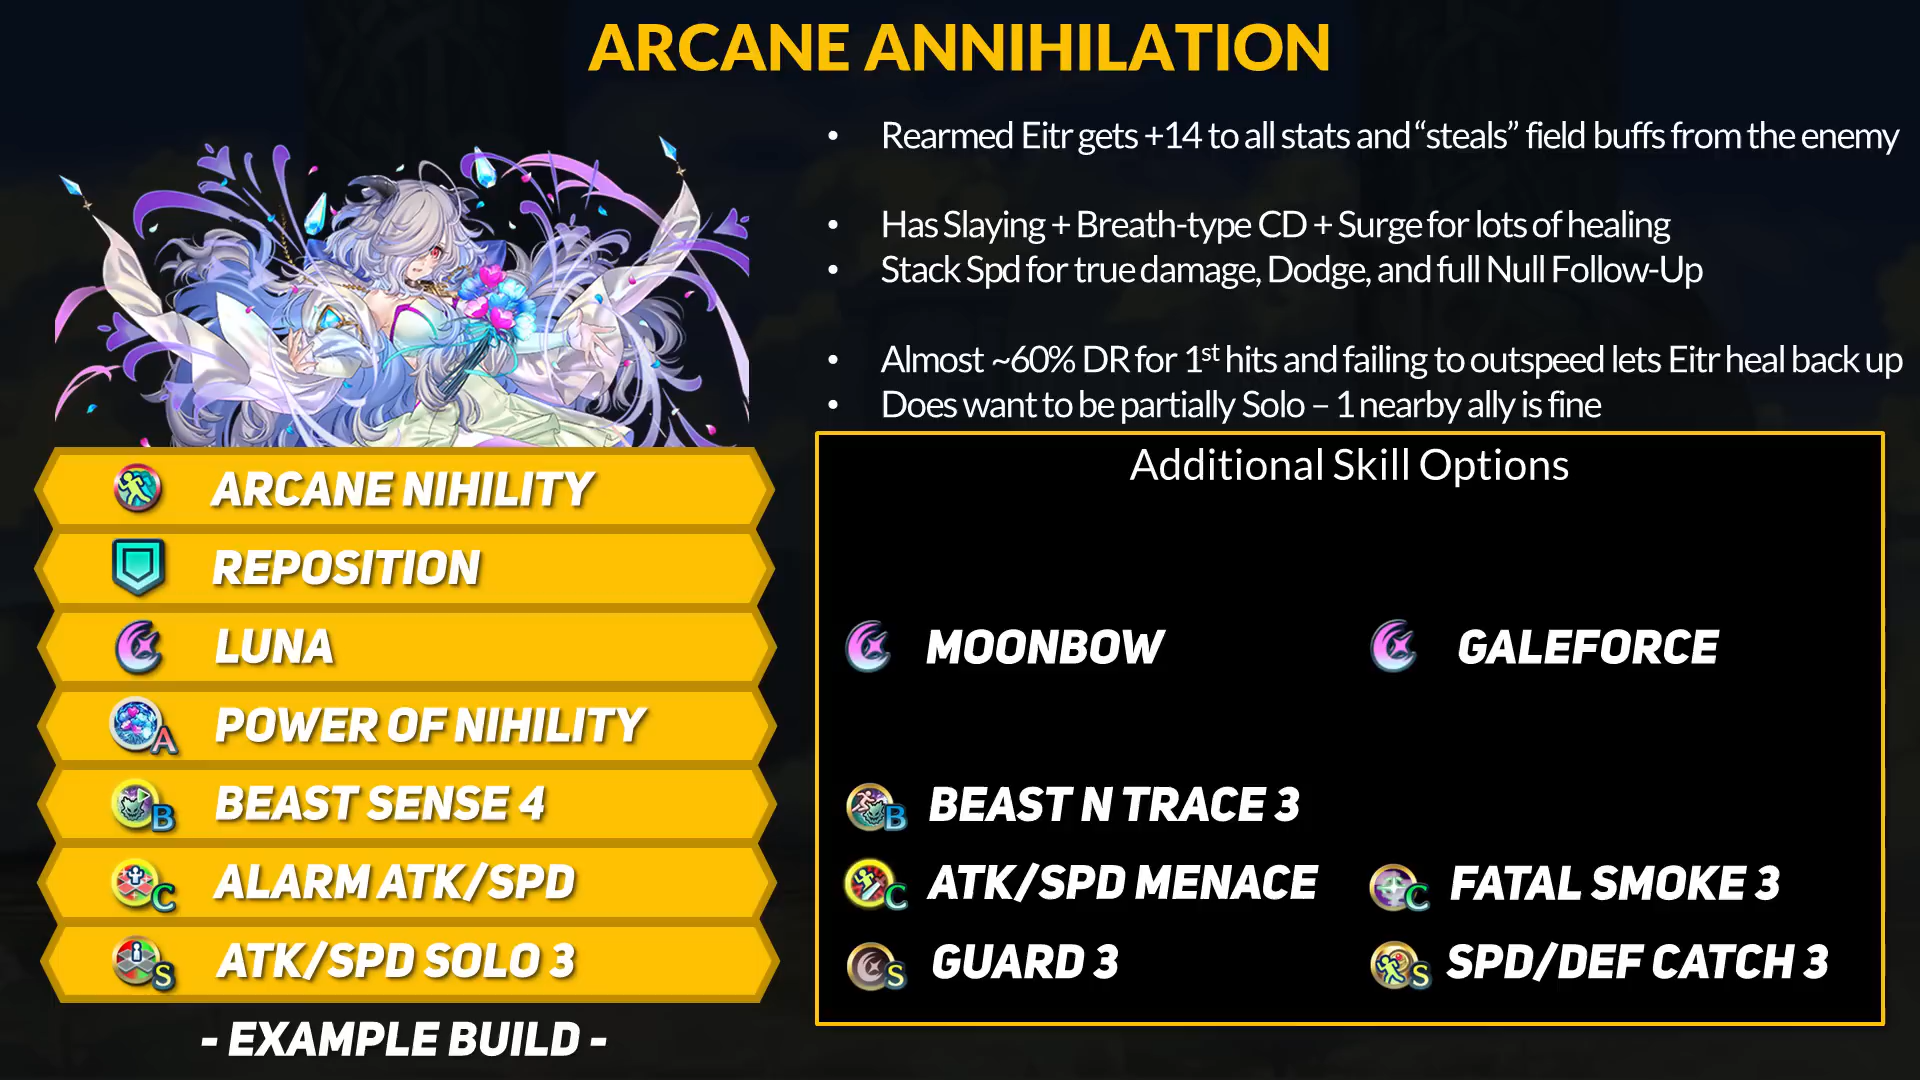 ARCANE ANNIHILATION
• Rearmed Eitr gets +14 to all stats and “steals” field buffs from the enemy
• Has Slaying + Breath-type CD + Surge for lots of healing
• Stack Spd for true damage, Dodge, and full Null Follow-Up
• Almost ~60% DR for 1st hits and failing to outspeed lets Eitr heal back up
• Does want to be partially Solo – 1 nearby ally is fine
ARCANE NIHILITY
REPOSITION
LUNA
A POWER OF NIHILITY
B BEAST SENSE 4
C ALARM ATK/SPD
S ATK/SPD SOLO 3
- EXAMPLE BUILD -
Additional Skill Options
MOONBOW
GALEFORCE
B BEAST N TRACE 3
C ATK/SPD MENACE
C FATAL SMOKE 3
S GUARD 3
S SPD/DEF CATCH 3